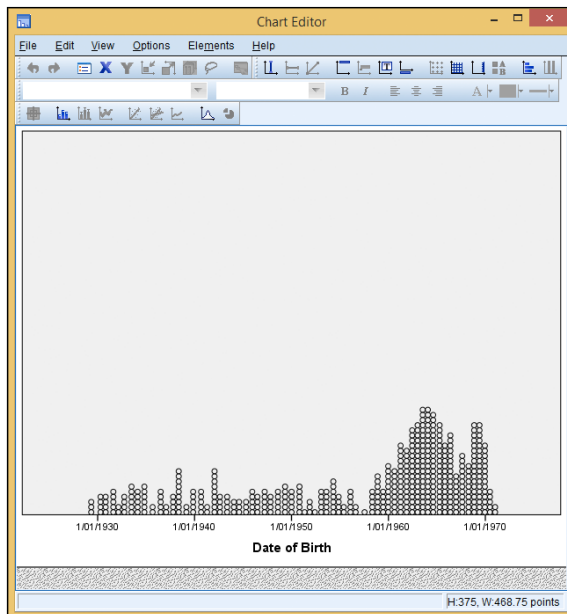 Chart Editor
File Edit View Options Elements Help
X Y
B I A
1/01/1930 1/01/1940 1/01/1950 1/01/1960 1/01/1970
Date of Birth
H:375, W:468.75 points